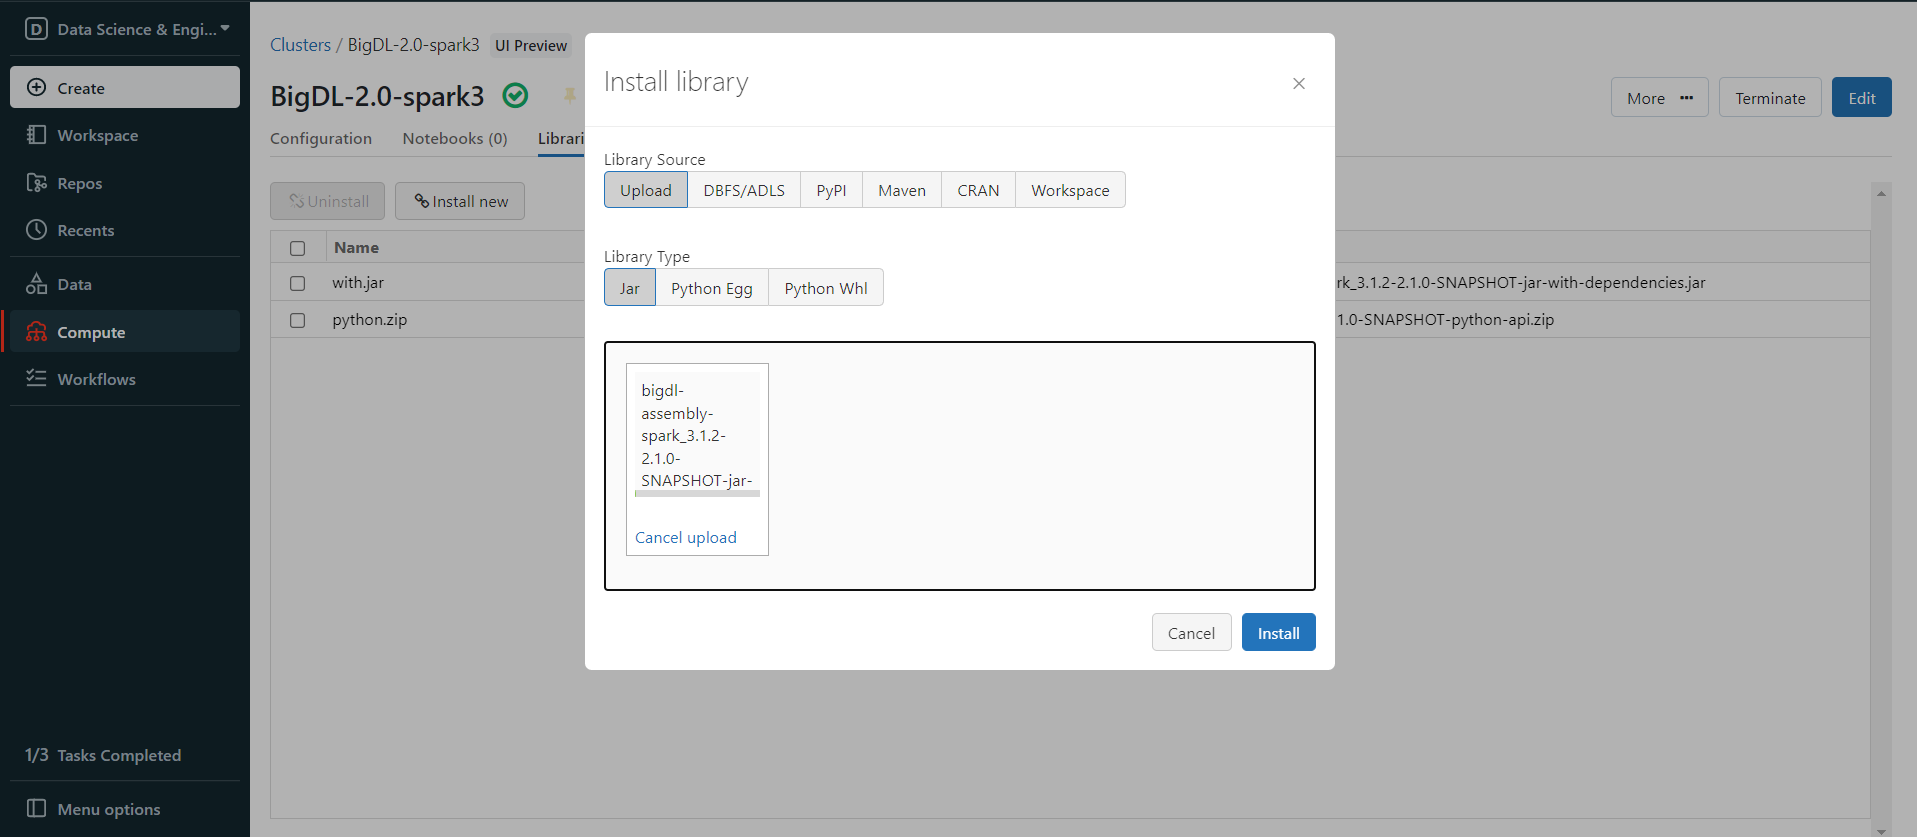 D Data Science & Engi...
Create
Workspace
Repos
Recents
Data
Compute
Workflows
1/3 Tasks Completed
Menu options
Clusters / BigDL-2.0-spark3 UI Preview
BigDL-2.0-spark3
More ··· Terminate Edit
Configuration Notebooks (0) Librari
Uninstall Install new
Name
with.jar rk_3.1.2-2.1.0-SNAPSHOT-jar-with-dependencies.jar
python.zip 1.0-SNAPSHOT-python-api.zip
Install library ×
Library Source
Upload DBFS/ADLS PyPI Maven CRAN Workspace
Library Type
Jar Python Egg Python Whl
bigdl-
assembly-
spark_3.1.2-
2.1.0-
SNAPSHOT-jar-
Cancel upload
Cancel Install